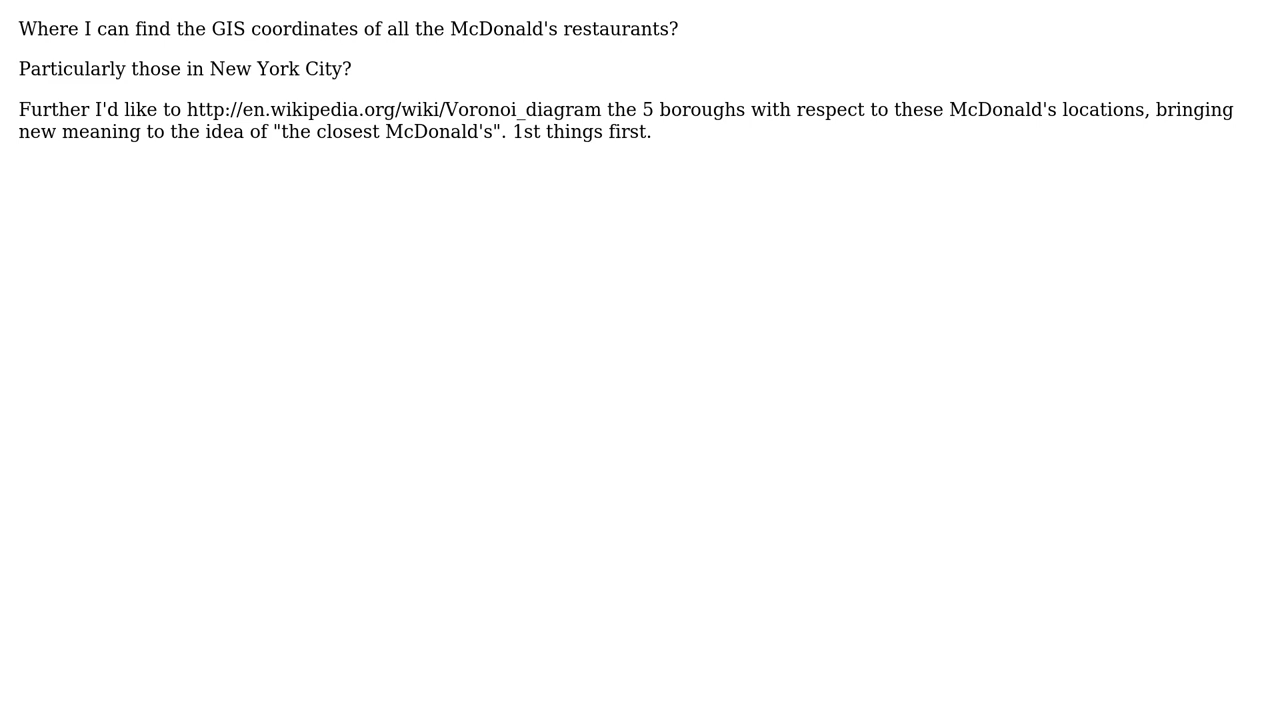 Where I can find the GIS coordinates of all the McDonald's restaurants?
Particularly those in New York City?
Further I'd like to http://en.wikipedia.org/wiki/Voronoi_diagram the 5 boroughs with respect to these McDonald's locations, bringing
new meaning to the idea of "the closest McDonald's". 1st things first.